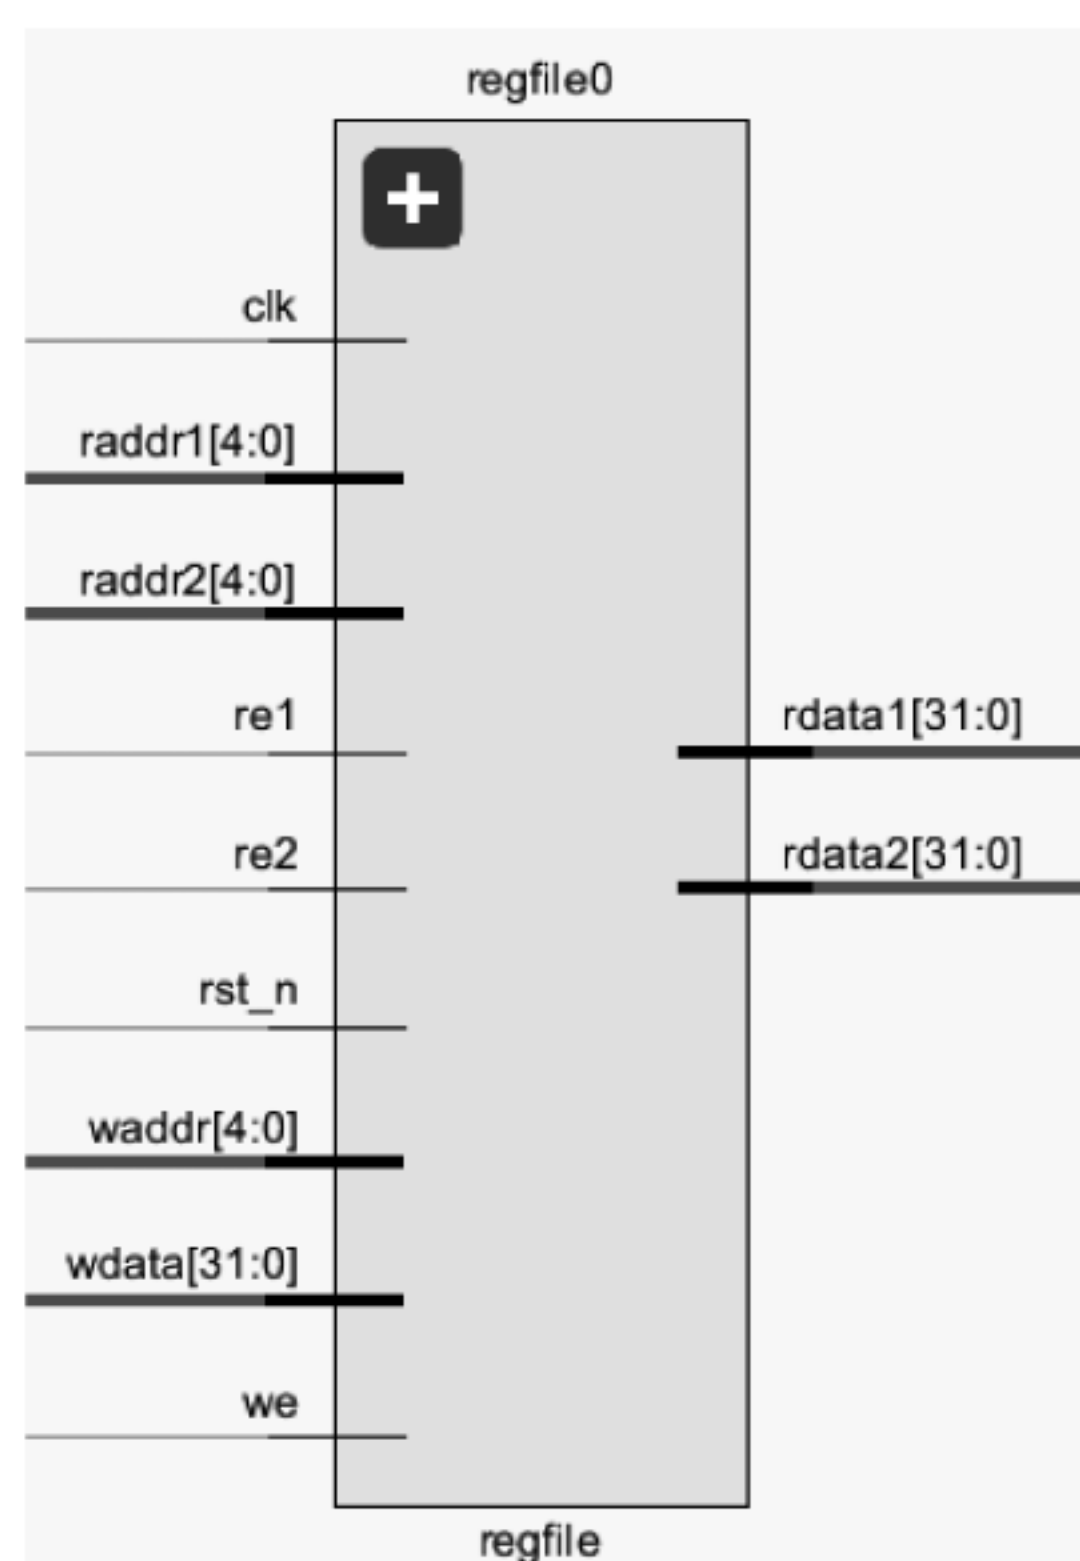 regfile0
clk
raddr1[4:0]
raddr2[4:0]
re1
rdata1[31:0]
re2
rdata2[31:0]
rst_n
waddr[4:0]
wdata[31:0]
we
regfile